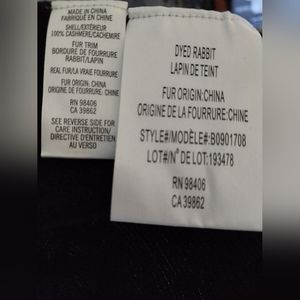 MADE IN CHINA
FABRIQUÉ EN CHINE
SHELL/EXTÉRIEUR
100% CASHMERE/CACHEMIRE
FUR TRIM
BORDURE DE FOURRURE
RABBIT/LAPIN
REAL FUR/LA VRAIE FOURRURE
FUR ORIGIN: CHINA
ORIGINE DE FOURRURE: CHINE
RN 98406
CA 39862
SEE REVERSE SIDE FOR
CARE INSTRUCTION/
DIRECTIVE D'ENTRETIEN
AU VERSO
DYED RABBIT
LAPIN DE TEINT
FUR ORIGIN:CHINA
ORIGINE DE LA FOURRURE:CHINE
STYLE#/MODÈLE#:B0901708
LOT#/N° DE LOT:193478
RN 98406
CA 39862